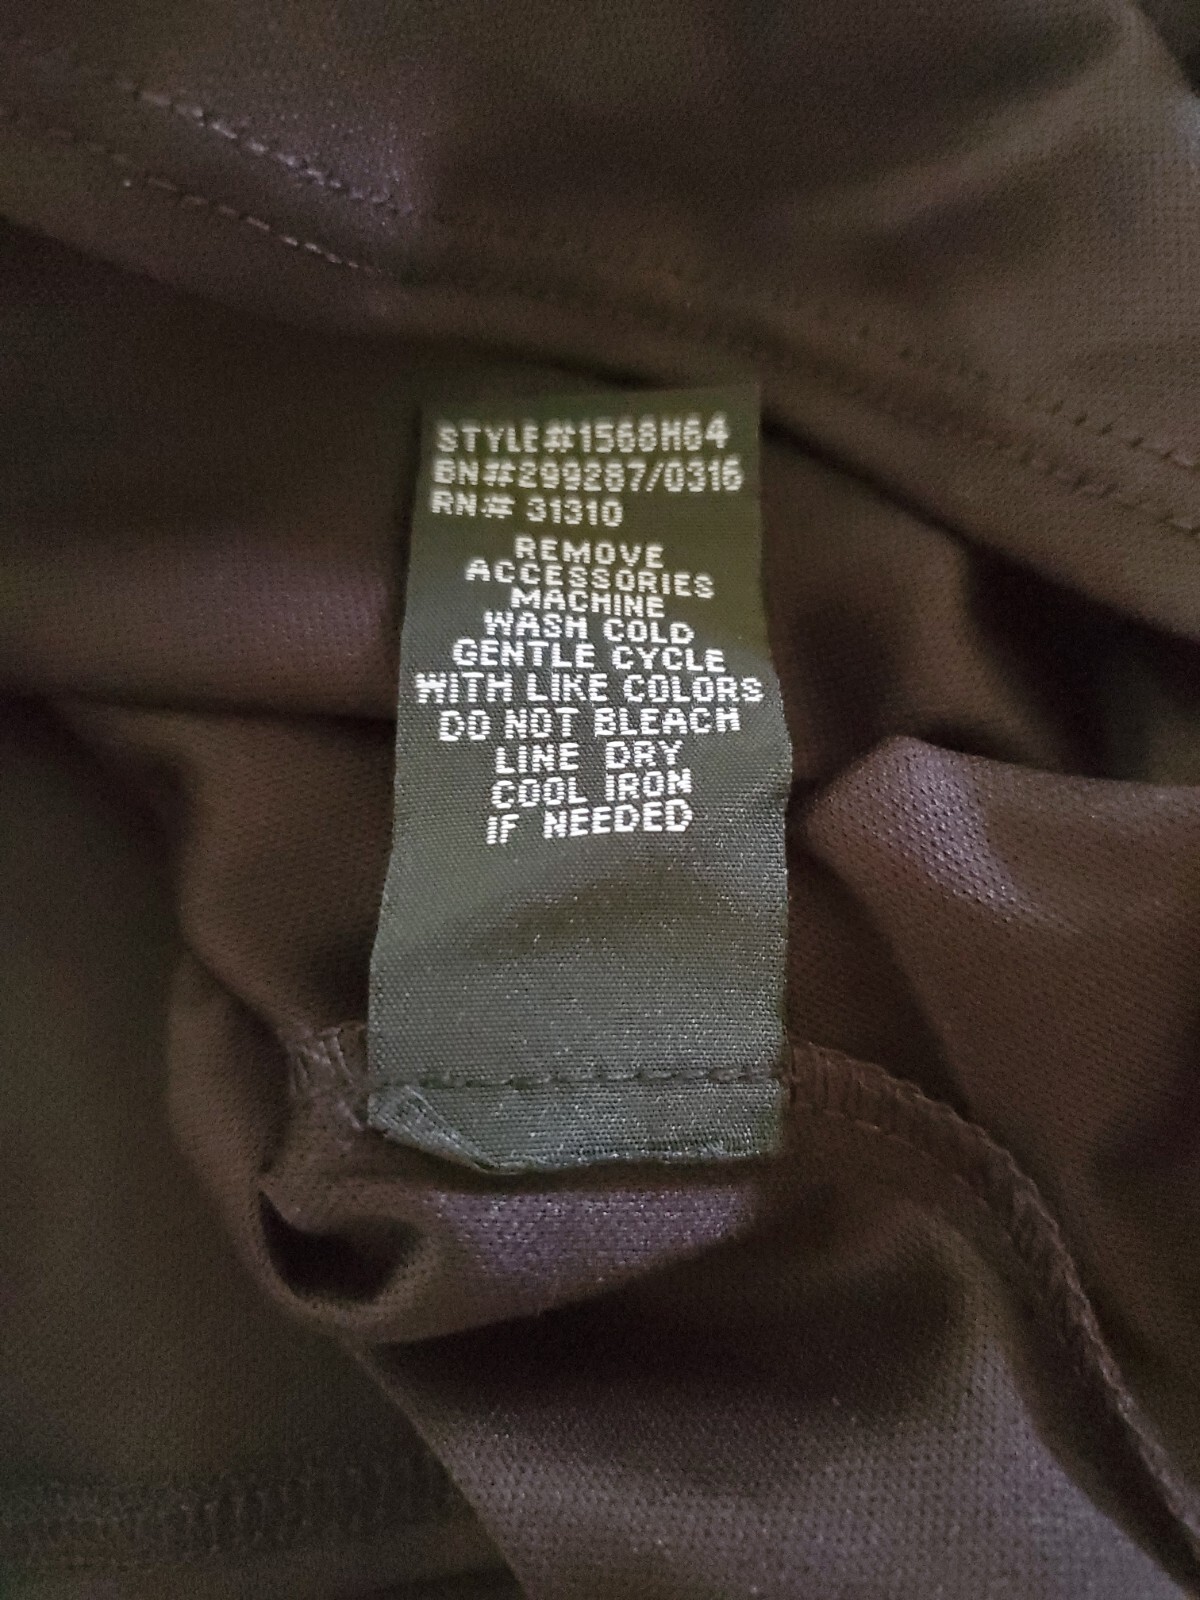 STYLE#1568H64
BN#299287/0316
RN# 31310
REMOVE
ACCESSORIES
MACHINE
WASH COLD
GENTLE CYCLE
WITH LIKE COLORS
DO NOT BLEACH
LINE DRY
COOL IRON
IF NEEDED